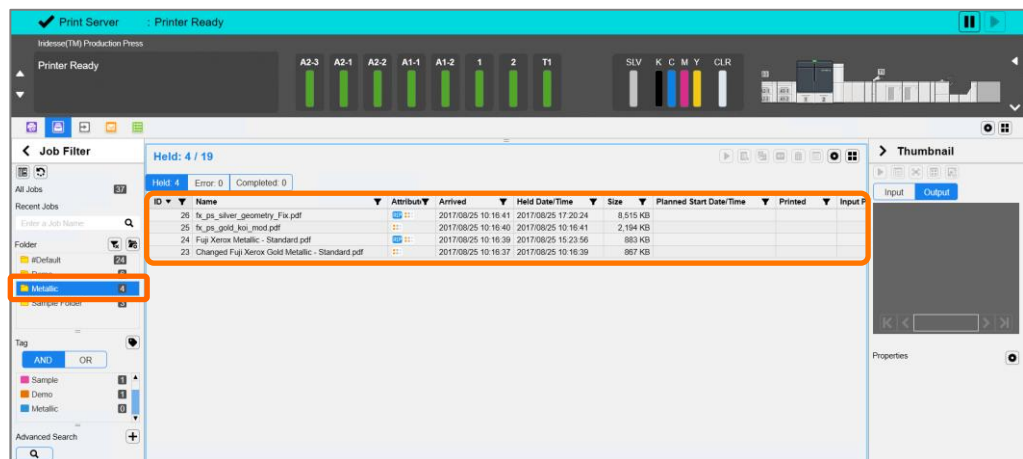 Print Server : Printer Ready
Iridesse(TM) Production Press
Printer Ready
A2-3 A2-1 A2-2 A1-1 A1-2 1 2 T1 SLV K C M Y CLR
Job Filter
Held: 4 / 19
Thumbnail
Held: 4 Error: 0 Completed: 0
Input Output
All Jobs 37
Recent Jobs
Enter a Job Name
Folder
#Default 24
Metallic 4
Sample Folder 3
ID Name Attribut Arrived Held Date/Time Size Planned Start Date/Time Printed Input P
26 fx_ps_silver_geometry_Fix.pdf 2017/08/25 10:16:41 2017/08/25 17:20:24 8,515 KB
25 fx_ps_gold_koi_mod.pdf 2017/08/25 10:16:40 2017/08/25 10:16:41 2,194 KB
24 Fuji Xerox Metallic - Standard.pdf 2017/08/25 10:16:39 2017/08/25 15:23:56 883 KB
23 Changed Fuji Xerox Gold Metallic - Standard.pdf 2017/08/25 10:16:37 2017/08/25 10:16:39 867 KB
Tag
AND OR
Sample 1
Demo 1
Metallic 0
Advanced Search
Properties